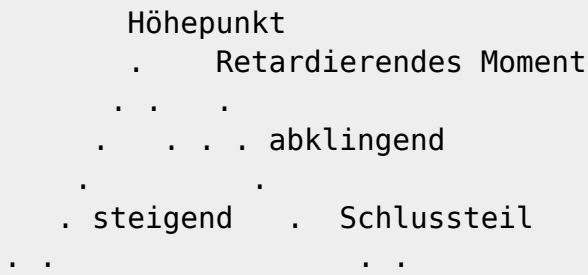 Höhepunkt
. Retardierendes Moment
. . .
. . . . abklingend
. .
. steigend . Schlussteil
. . . .